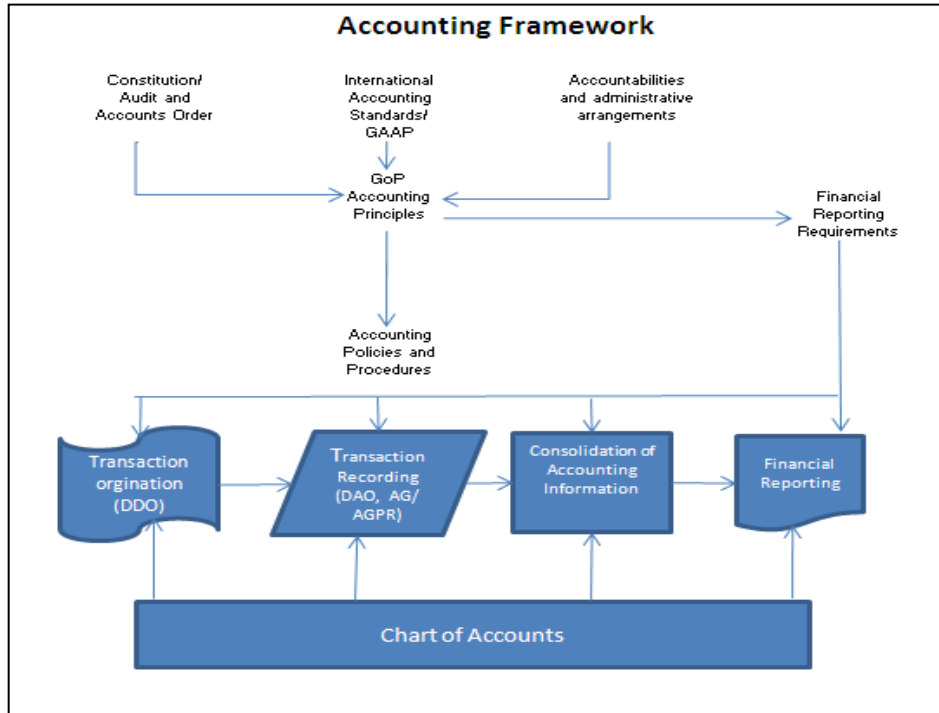 Accounting Framework
Constitution/
Audit and
Accounts Order
International
Accounting
Standards/
GAAP
Accountabilities
and administrative
arrangements
GoP
Accounting
Principles
Financial
Reporting
Requirements
Accounting
Policies and
Procedures
Transaction
orgination
(DDO)
Transaction
Recording
(DAO, AG/
AGPR)
Consolidation of
Accounting
Information
Financial
Reporting
Chart of Accounts